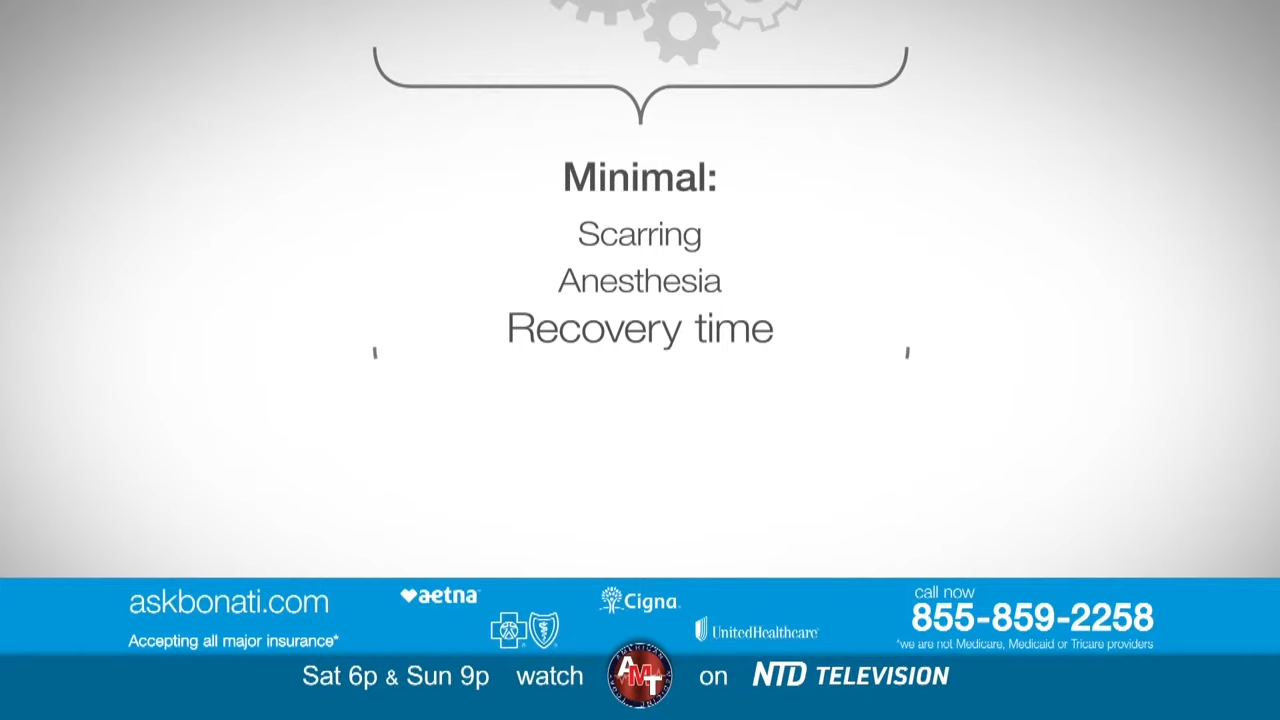 Minimal:
Scarring
Anesthesia
Recovery time
askbonati.com
Accepting all major insurance*
aetna
Cigna
UnitedHealthcare
call now
855-859-2258
*we are not Medicare, Medicaid or Tricare providers
Sat 6p & Sun 9p watch AMT on NTD TELEVISION